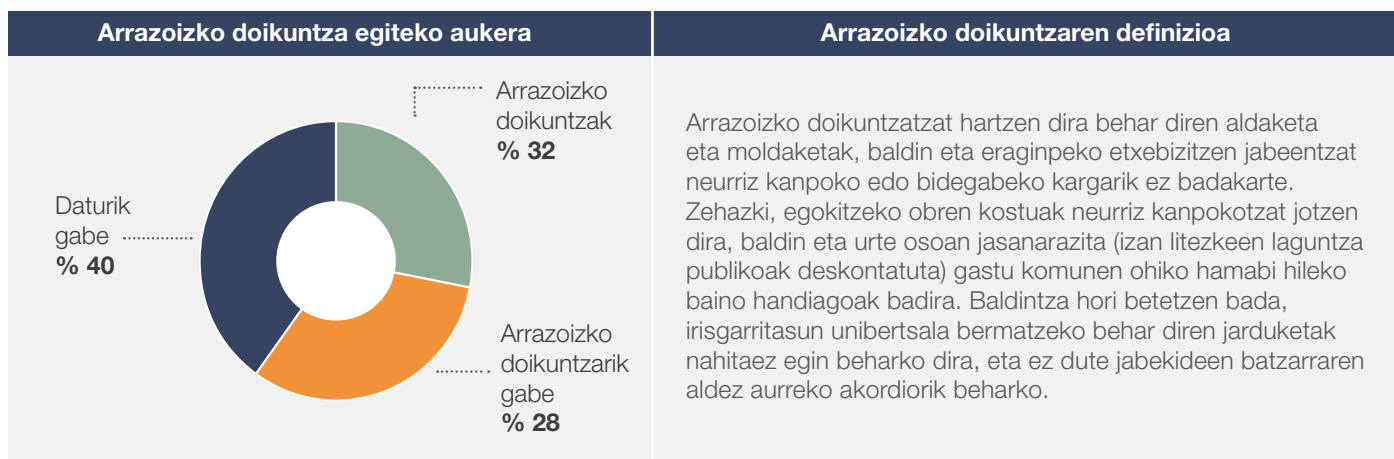 Arrazoizko doikuntza egiteko aukera
Arrazoizko
doikuntzak
% 32
Daturik
gabe
% 40
Arrazoizko
doikuntzarik
gabe
% 28
Arrazoizko doikuntzaren definizioa
Arrazoizko doikuntzatzat hartzen dira behar diren aldaketa
eta moldaketak, baldin eta eraginpeko etxebizitzen jabeentzat
neurriz kanpoko edo bidegabeko kargarik ez badakarte.
Zehazki, egokitzeko obren kostuak neurriz kanpokotzat jotzen
dira, baldin eta urte osoan jasanarazita (izan litezkeen laguntza
publikoak deskontatuta) gastu komunen ohiko hamabi hileko
baino handiagoak badira. Baldintza hori betetzen bada,
irisgarritasun unibertsala bermatzeko behar diren jarduketak
nahitaez egin beharko dira, eta ez dute jabekideen batzarraren
aldez aurreko akordiorik beharko.